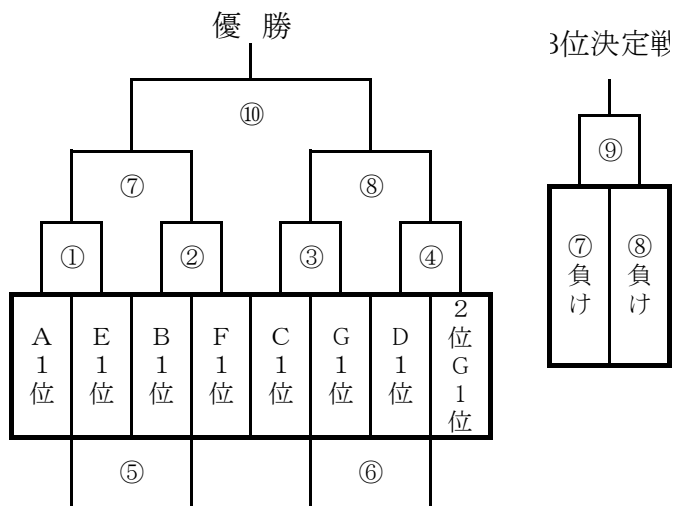 優勝
3位決定戦
⑩
⑨
⑦
⑧
①
②
③
④
A1位
E1位
B1位
F1位
C1位
G1位
D1位
2位G1位
⑦負け
⑧負け
⑤
⑥